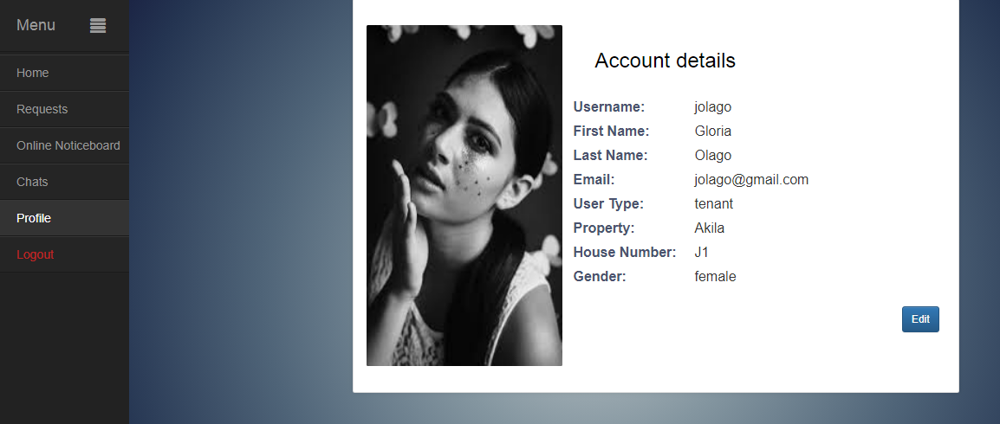 Menu
Home
Requests
Online Noticeboard
Chats
Profile
Logout
Account details
Username: jolago
First Name: Gloria
Last Name: Olago
Email: jolago@gmail.com
User Type: tenant
Property: Akila
House Number: J1
Gender: female
Edit